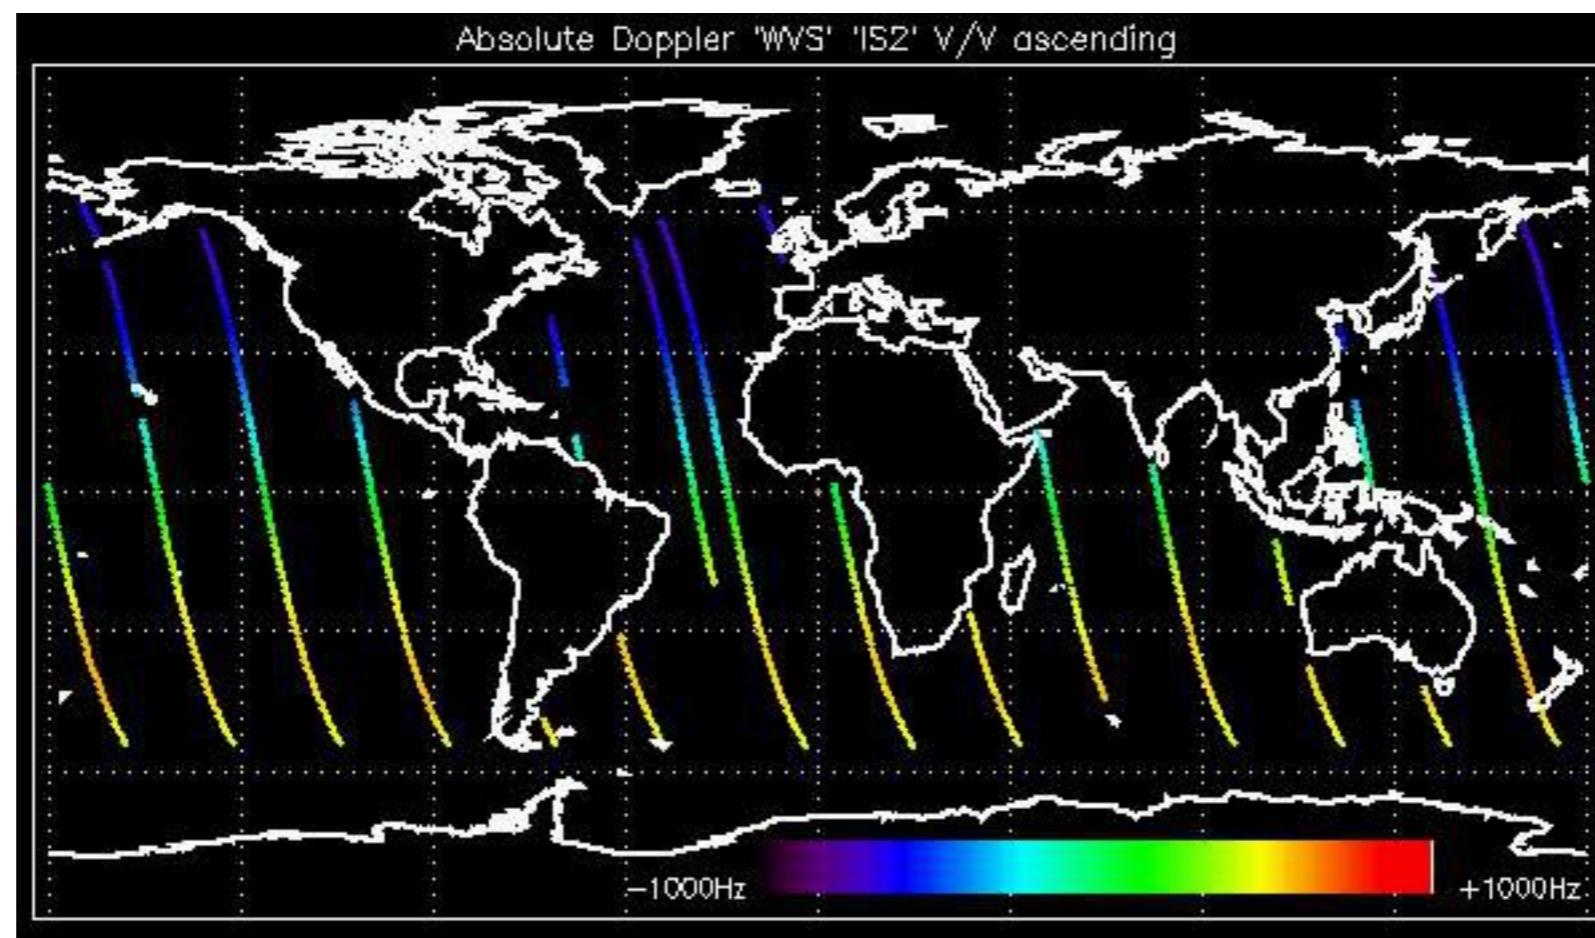 Absolute Doppler 'WVS' 'IS2' V/V ascending
-1000Hz +1000Hz